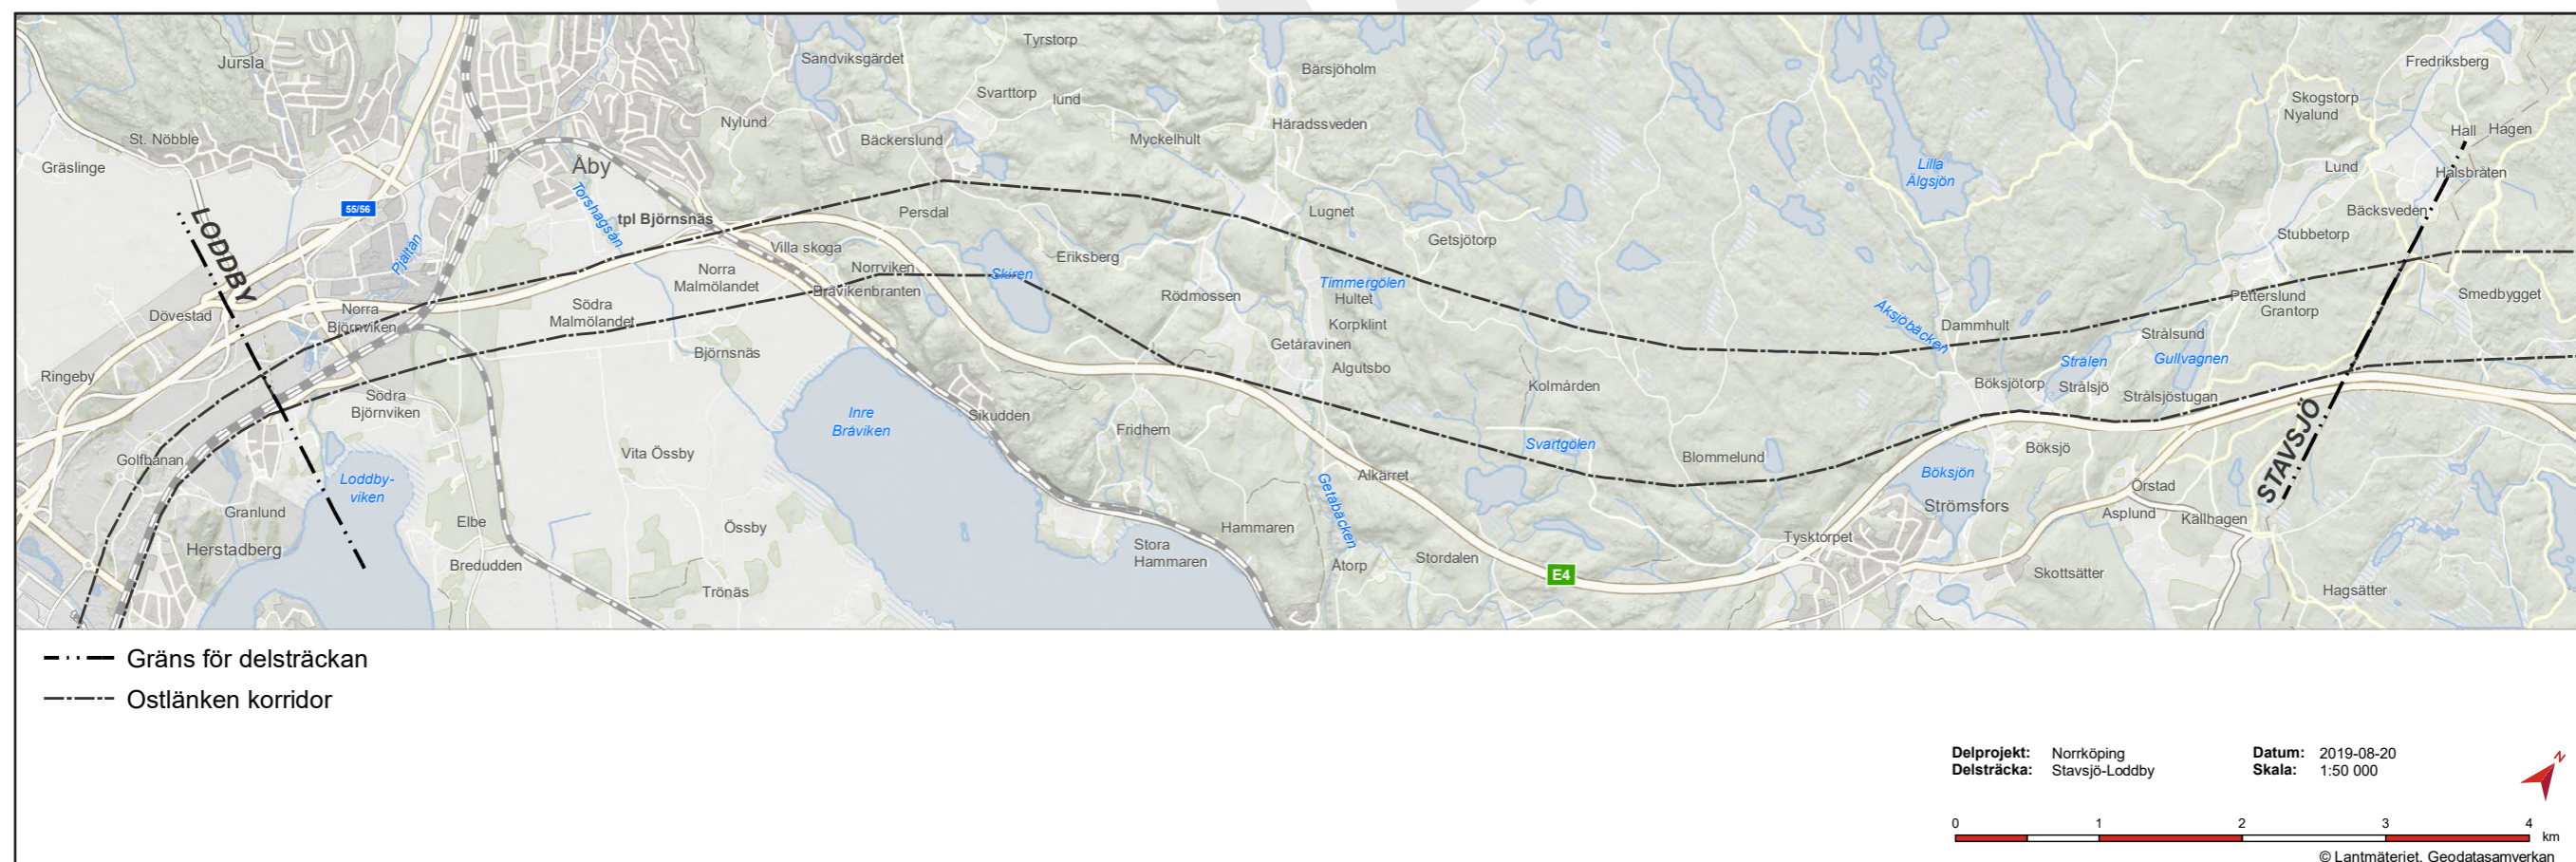 Jursla
St. Nöbble
Gräslinge
55/56
LODDBY
Pjältån
Dövestad
Norra
Björnviken
Ringeby
Södra
Björnviken
Golfbanan
Loddby-
viken
Granlund
Herstadberg
Elbe
Bredudden
Åby
Torshagsån
tpl Björnsnäs
Nylund
Norra
Malmölandet
Södra
Malmölandet
Björnsnäs
Vita Össby
Össby
Trönäs
Sandviksgärdet
Tyrstorp
Svarttorp
lund
Bäckerslund
Myckelhult
Persdal
Villa skoga
Norrviken
Bråvikenbranten
Skiren
Eriksberg
Rödmossen
Inre
Bråviken
Sikudden
Fridhem
Hammaren
Stora
Hammaren
Bärsjöholm
Häradssveden
Lugnet
Getsjötorp
Timmergölen
Hultet
Korpklint
Getåravinen
Algutsbo
Kolmården
Svartgölen
Alkärret
Getåbäcken
Åtorp
Stordalen
E4
Blommelund
Tysktorpet
Lilla
Älgsjön
Aksjöbäcken
Dammhult
Böksjötorp
Strålen
Strålsjö
Strålsund
Gullvagnen
Strålsjöstugan
Böksjö
Böksjön
Strömsfors
Örstad
Asplund
Källhagen
Skottsätter
Hagsätter
STAVSJÖ
Fredriksberg
Skogstorp
Nyalund
Hall
Hagen
Lund
Halsbråten
Bäcksveden
Stubbetorp
Petterslund
Grantorp
Smedbygget
Gräns för delsträckan
Ostlänken korridor
Delprojekt: Norrköping
Delsträcka: Stavsjö-Loddby
Datum: 2019-08-20
Skala: 1:50 000
N
0 1 2 3 4
km
© Lantmäteriet, Geodatasamverkan